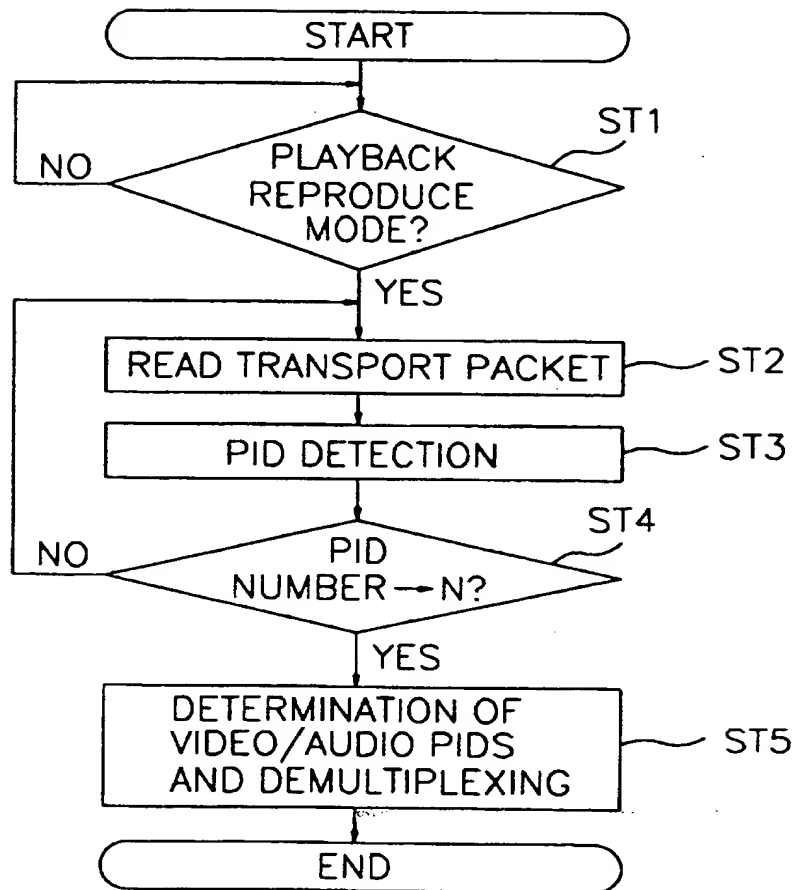 START
ST1
PLAYBACK
REPRODUCE
MODE?
NO
YES
READ TRANSPORT PACKET
ST2
PID DETECTION
ST3
ST4
PID
NUMBER→N?
NO
YES
DETERMINATION OF
VIDEO/AUDIO PIDS
AND DEMULTIPLEXING
ST5
END